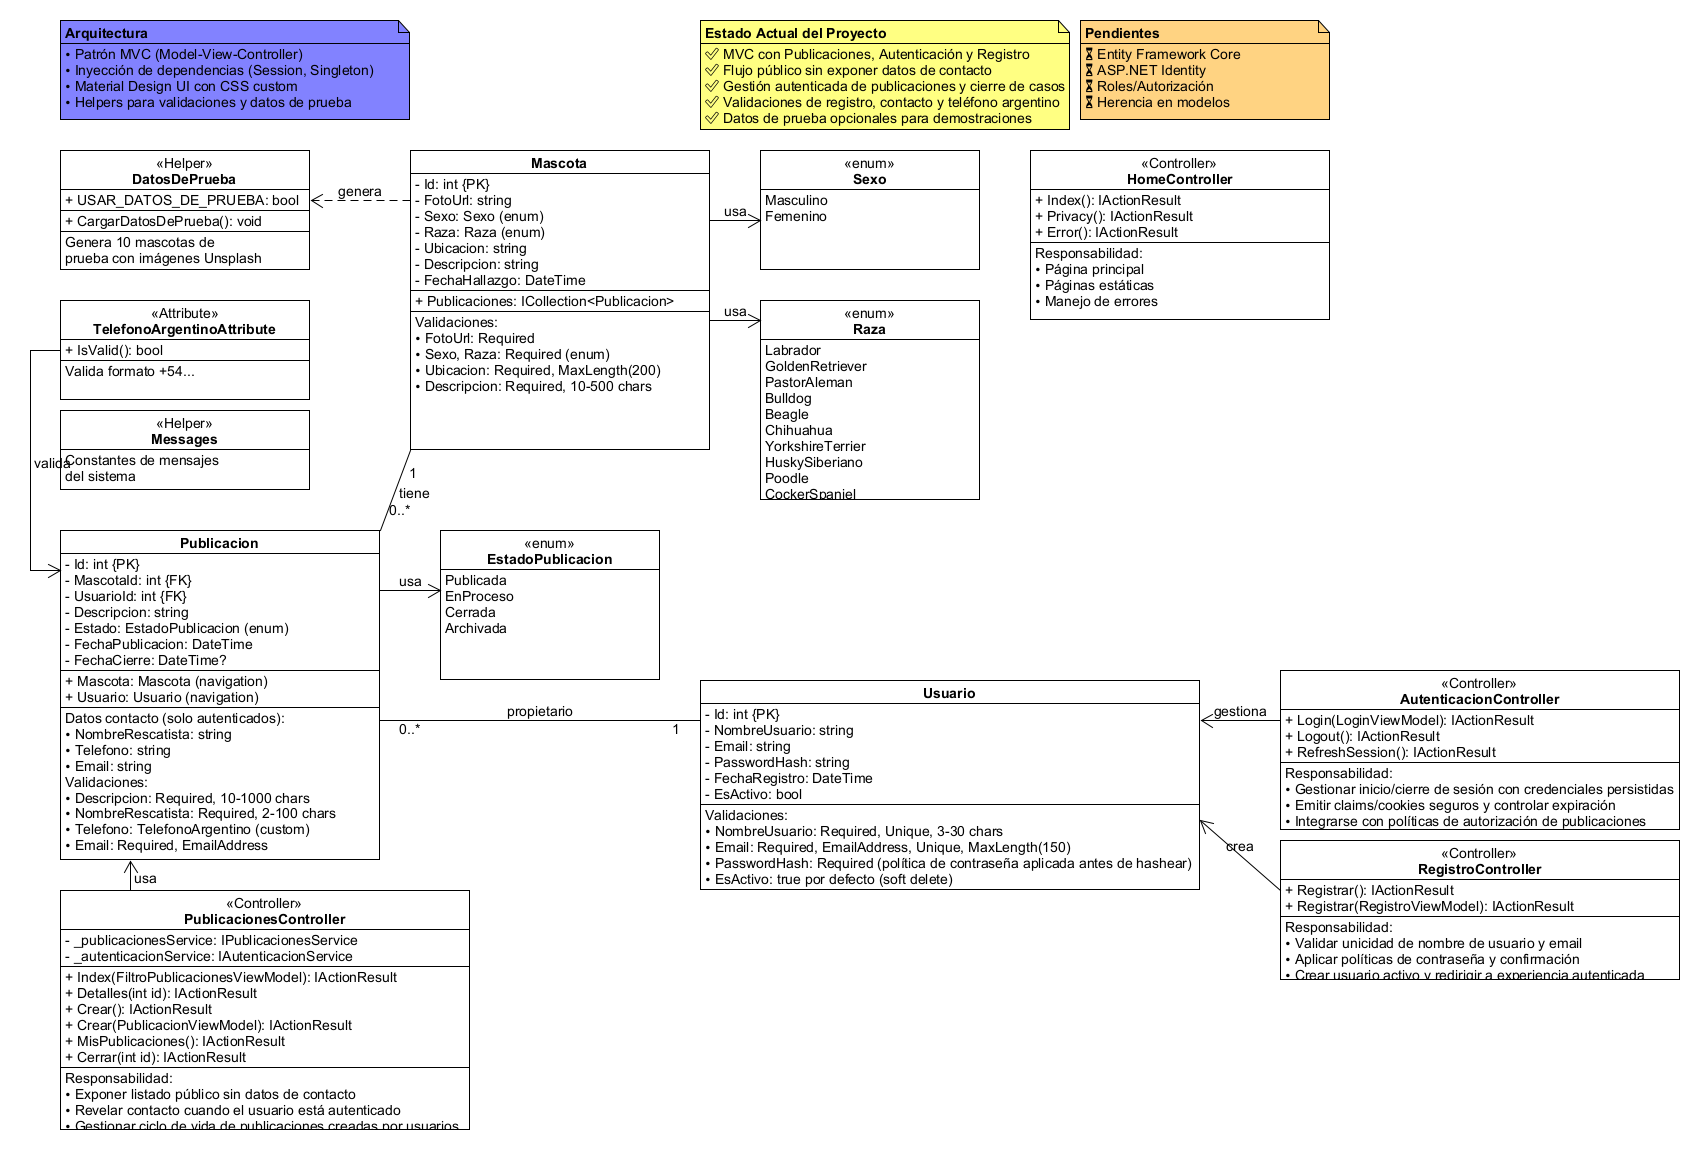 Arquitectura
• Patrón MVC (Model-View-Controller)
• Inyección de dependencias (Session, Singleton)
• Material Design UI con CSS custom
• Helpers para validaciones y datos de prueba
Estado Actual del Proyecto
✅ MVC con Publicaciones, Autenticación y Registro
✅ Flujo público sin exponer datos de contacto
✅ Gestión autenticada de publicaciones y cierre de casos
✅ Validaciones de registro, contacto y teléfono argentino
✅ Datos de prueba opcionales para demostraciones
Pendientes
⏳ Entity Framework Core
⏳ ASP.NET Identity
⏳ Roles/Autorización
⏳ Herencia en modelos
«Helper»
DatosDePrueba
+ USAR_DATOS_DE_PRUEBA: bool
+ CargarDatosDePrueba(): void
Genera 10 mascotas de
prueba con imágenes Unsplash
genera
Mascota
- Id: int {PK}
- FotoUrl: string
- Sexo: Sexo (enum)
- Raza: Raza (enum)
- Ubicacion: string
- Descripcion: string
- FechaHallazgo: DateTime
+ Publicaciones: ICollection<Publicacion>
Validaciones:
• FotoUrl: Required
• Sexo, Raza: Required (enum)
• Ubicacion: Required, MaxLength(200)
• Descripcion: Required, 10-500 chars
usa
«enum»
Sexo
Masculino
Femenino
«Controller»
HomeController
+ Index(): IActionResult
+ Privacy(): IActionResult
+ Error(): IActionResult
Responsabilidad:
• Página principal
• Páginas estáticas
• Manejo de errores
«Attribute»
TelefonoArgentinoAttribute
+ IsValid(): bool
Valida formato +54...
usa
«enum»
Raza
Labrador
GoldenRetriever
PastorAleman
Bulldog
Beagle
Chihuahua
YorkshireTerrier
HuskySiberiano
Poodle
CockerSpaniel
«Helper»
Messages
Constantes de mensajes
del sistema
valida
1
tiene
0..*
Publicacion
- Id: int {PK}
- MascotaId: int {FK}
- UsuarioId: int {FK}
- Descripcion: string
- Estado: EstadoPublicacion (enum)
- FechaPublicacion: DateTime
- FechaCierre: DateTime?
+ Mascota: Mascota (navigation)
+ Usuario: Usuario (navigation)
Datos contacto (solo autenticados):
• NombreRescatista: string
• Telefono: string
• Email: string
Validaciones:
• Descripcion: Required, 10-1000 chars
• NombreRescatista: Required, 2-100 chars
• Telefono: TelefonoArgentino (custom)
• Email: Required, EmailAddress
usa
«enum»
EstadoPublicacion
Publicada
EnProceso
Cerrada
Archivada
propietario
0..*
1
Usuario
- Id: int {PK}
- NombreUsuario: string
- Email: string
- PasswordHash: string
- FechaRegistro: DateTime
- EsActivo: bool
Validaciones:
• NombreUsuario: Required, Unique, 3-30 chars
• Email: Required, EmailAddress, Unique, MaxLength(150)
• PasswordHash: Required (política de contraseña aplicada antes de hashear)
• EsActivo: true por defecto (soft delete)
gestiona
«Controller»
AutenticacionController
+ Login(LoginViewModel): IActionResult
+ Logout(): IActionResult
+ RefreshSession(): IActionResult
Responsabilidad:
• Gestionar inicio/cierre de sesión con credenciales persistidas
• Emitir claims/cookies seguros y controlar expiración
• Integrarse con políticas de autorización de publicaciones
crea
«Controller»
RegistroController
+ Registrar(): IActionResult
+ Registrar(RegistroViewModel): IActionResult
Responsabilidad:
• Validar unicidad de nombre de usuario y email
• Aplicar políticas de contraseña y confirmación
• Crear usuario activo y redirigir a experiencia autenticada
usa
«Controller»
PublicacionesController
- _publicacionesService: IPublicacionesService
- _autenticacionService: IAutenticacionService
+ Index(FiltroPublicacionesViewModel): IActionResult
+ Detalles(int id): IActionResult
+ Crear(): IActionResult
+ Crear(PublicacionViewModel): IActionResult
+ MisPublicaciones(): IActionResult
+ Cerrar(int id): IActionResult
Responsabilidad:
• Exponer listado público sin datos de contacto
• Revelar contacto cuando el usuario está autenticado
• Gestionar ciclo de vida de publicaciones creadas por usuarios